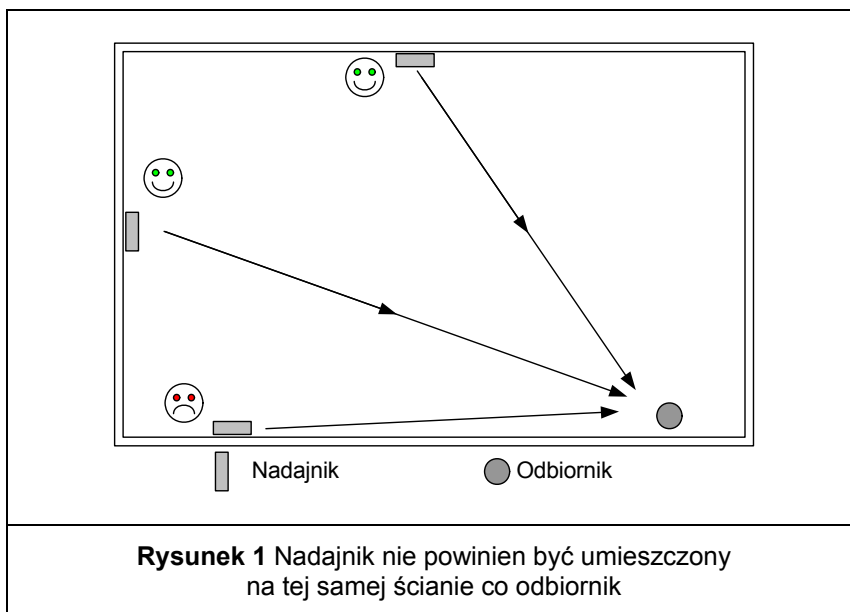 Nadajnik
Odbiornik
Rysunek 1 Nadajnik nie powinien być umieszczony
na tej samej ścianie co odbiornik